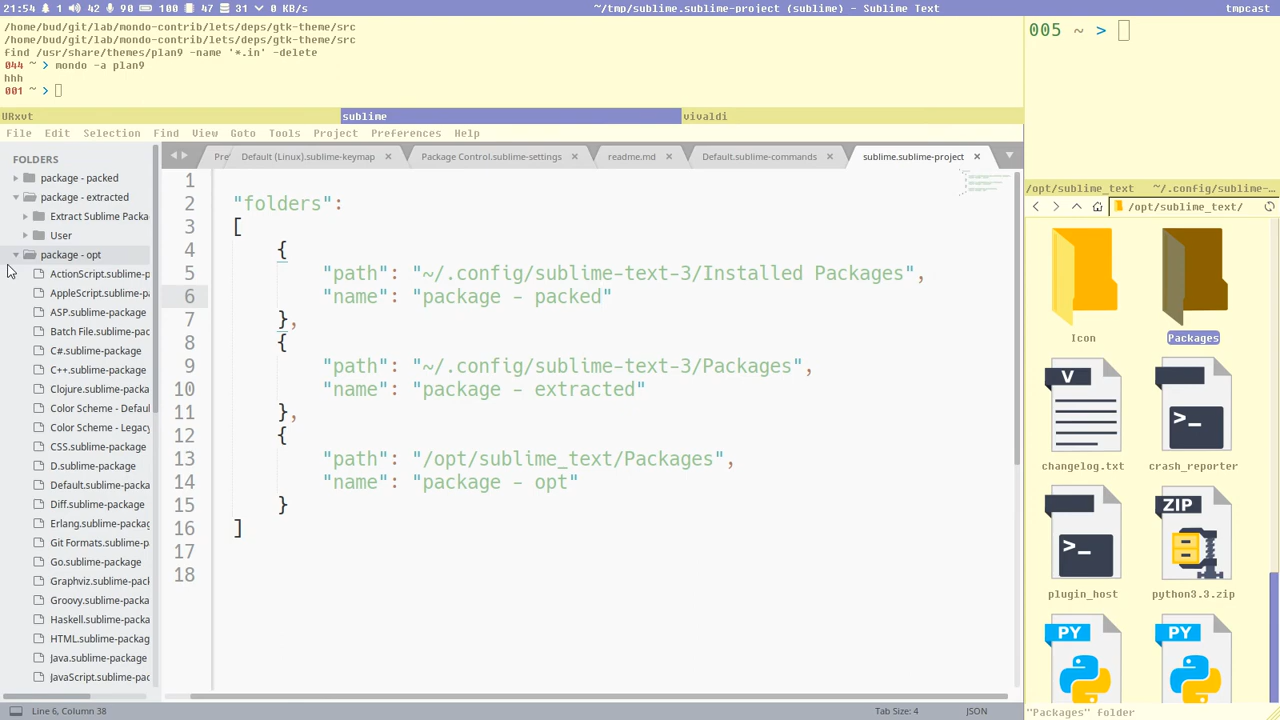 21:54 42 90 100 47 31 0 KB/s
~/tmp/sublime.sublime-project (sublime) - Sublime Text
tmpcast
/home/bud/git/lab/mondo-contrib/lets/deps/gtk-theme/src
/home/bud/git/lab/mondo-contrib/lets/deps/gtk-theme/src
find /usr/share/themes/plan9 -name '*.in' -delete
044 ~ > mondo -a plan9
hhh
001 ~ >
005 ~ >
URxvt
sublime
vivaldi
File Edit Selection Find View Goto Tools Project Preferences Help
FOLDERS
package - packed
package - extracted
Extract Sublime Packa
User
package - opt
ActionScript.sublime-p
AppleScript.sublime-pa
ASP.sublime-package
Batch File.sublime-pac
C#.sublime-package
C++.sublime-package
Clojure.sublime-packag
Color Scheme - Defaul
Color Scheme - Legacy
CSS.sublime-package
D.sublime-package
Default.sublime-packa
Diff.sublime-package
Erlang.sublime-packag
Git Formats.sublime-p
Go.sublime-package
Graphviz.sublime-pack
Groovy.sublime-packa
Haskell.sublime-packa
HTML.sublime-packag
Java.sublime-package
JavaScript.sublime-pac
Pre
Default (Linux).sublime-keymap
Package Control.sublime-settings
readme.md
Default.sublime-commands
sublime.sublime-project
1
2 "folders":
3 [
4 {
5 "path": "~/.config/sublime-text-3/Installed Packages",
6 "name": "package - packed"
7 },
8 {
9 "path": "~/.config/sublime-text-3/Packages",
10 "name": "package - extracted"
11 },
12 {
13 "path": "/opt/sublime_text/Packages",
14 "name": "package - opt"
15 }
16 ]
17
18
/opt/sublime_text ~/.config/sublime-...
/opt/sublime_text/
Icon
Packages
V
changelog.txt
>_
crash_reporter
>_
plugin_host
ZIP
python3.3.zip
PY
PY
"Packages" folder
Line 6, Column 38
Tab Size: 4
JSON